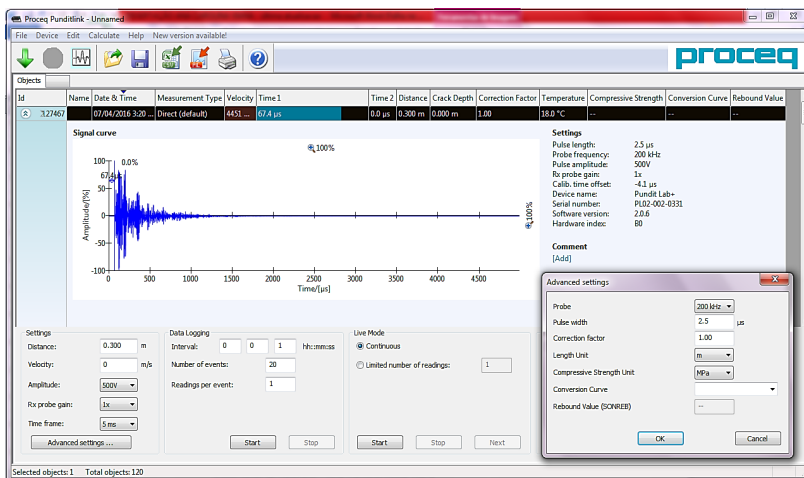 Proceq Punditlink - Unnamed
File Device Edit Calculate Help New version available!
proceq
Objects
Id Name Date & Time Measurement Type Velocity Time 1 Time 2 Distance Crack Depth Correction Factor Temperature Compressive Strength Conversion Curve Rebound Value
07/04/2016 3:20 ... Direct (default) 4451 ... 67.4 µs 0.0 µs 0.300 m 0.000 m 1.00 18.0 °C -- -- --
Signal curve
100%
100
0.0%
67.4µs
50
0
-50
-100
Amplitude/[%]
0 500 1000 1500 2000 2500 3000 3500 4000 4500
Time/[µs]
100%
Settings
Pulse length: 2.5 µs
Probe frequency: 200 kHz
Pulse amplitude: 500V
Rx probe gain: 1x
Calib. time offset: -4.1 µs
Device name: Pundit Lab+
Serial number: PL02-002-0331
Software version: 2.0.6
Hardware index: B0
Comment
[Add]
Settings
Distance: 0.300 m
Velocity: 0 m/s
Amplitude: 500V
Rx probe gain: 1x
Time frame: 5 ms
Advanced settings ...
Data Logging
Interval: 0 0 1 hh:mm:ss
Number of events: 20
Readings per event: 1
Start Stop
Live Mode
Continuous
Limited number of readings: 1
Start Stop Next
Advanced settings
Probe 200 kHz
Pulse width 2.5 µs
Correction factor 1.00
Length Unit m
Compressive Strength Unit MPa
Conversion Curve
Rebound Value (SONREB) --
OK Cancel
Selected objects: 1 Total objects: 120